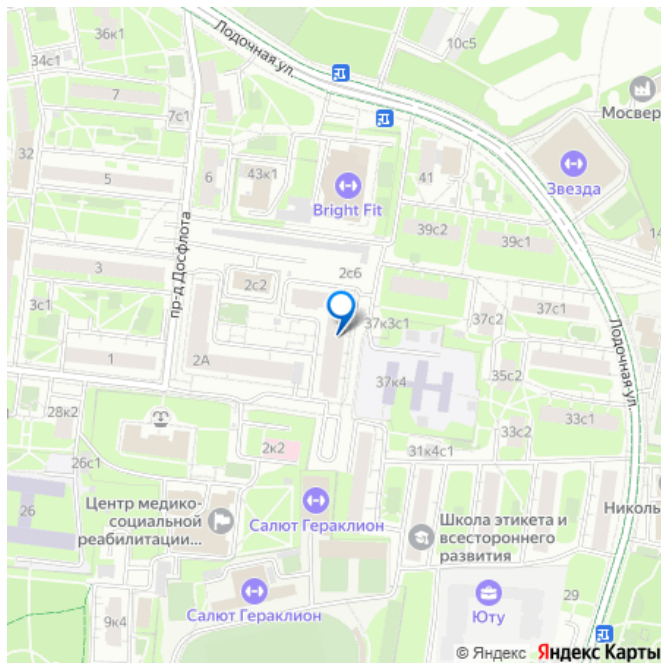 36к1
Лодочная ул.
10с5
34с1
7
7с1
Мосвер
32
5
6
43к1
41
Звезда
Bright Fit
14
39с2
39с1
пр-д Досфлота
3
2с6
2с2
3с1
37с1
37к3с1
37с2
Лодочная ул.
1
2А
35с2
37к4
28к2
33с1
33с2
2к2
31к4с1
26с1
26
Центр медико-
социальной
реабилитации...
Салют Гераклион
Школа этикета и
всестороннего
развития
Николь
Салют Гераклион
Юту
29
9к4
© Яндекс Яндекс Карты